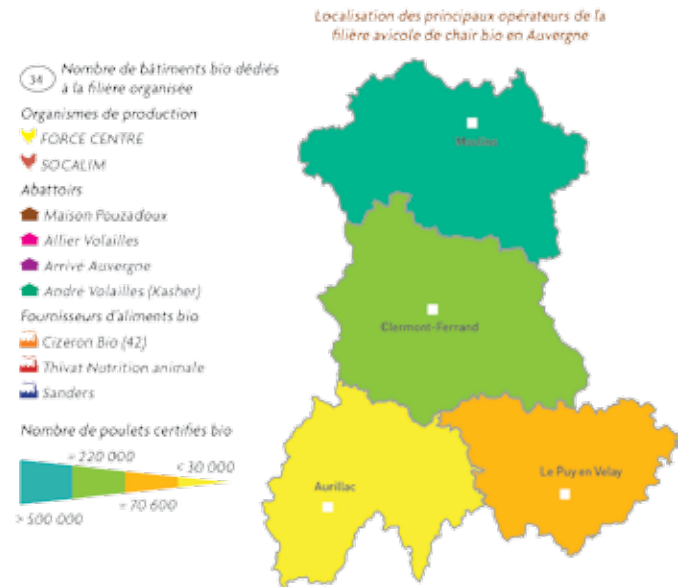 Localisation des principaux opérateurs de la
filière avicole de chair bio en Auvergne
34
Nombre de bâtiments bio dédiés
à la filière organisée
Organismes de production
FORCE CENTRE
SOCALIM
Abattoirs
Maison Pouzadoux
Allier Volailles
Arrivé Auvergne
André Volailles (Kasher)
Fournisseurs d'aliments bio
Cizeron Bio (42)
Thivat Nutrition animale
Sanders
Nombre de poulets certifiés bio
= 220 000
< 30 000
> 500 000
= 70 600
Moulins
Clermont-Ferrand
Aurillac
Le Puy en Velay